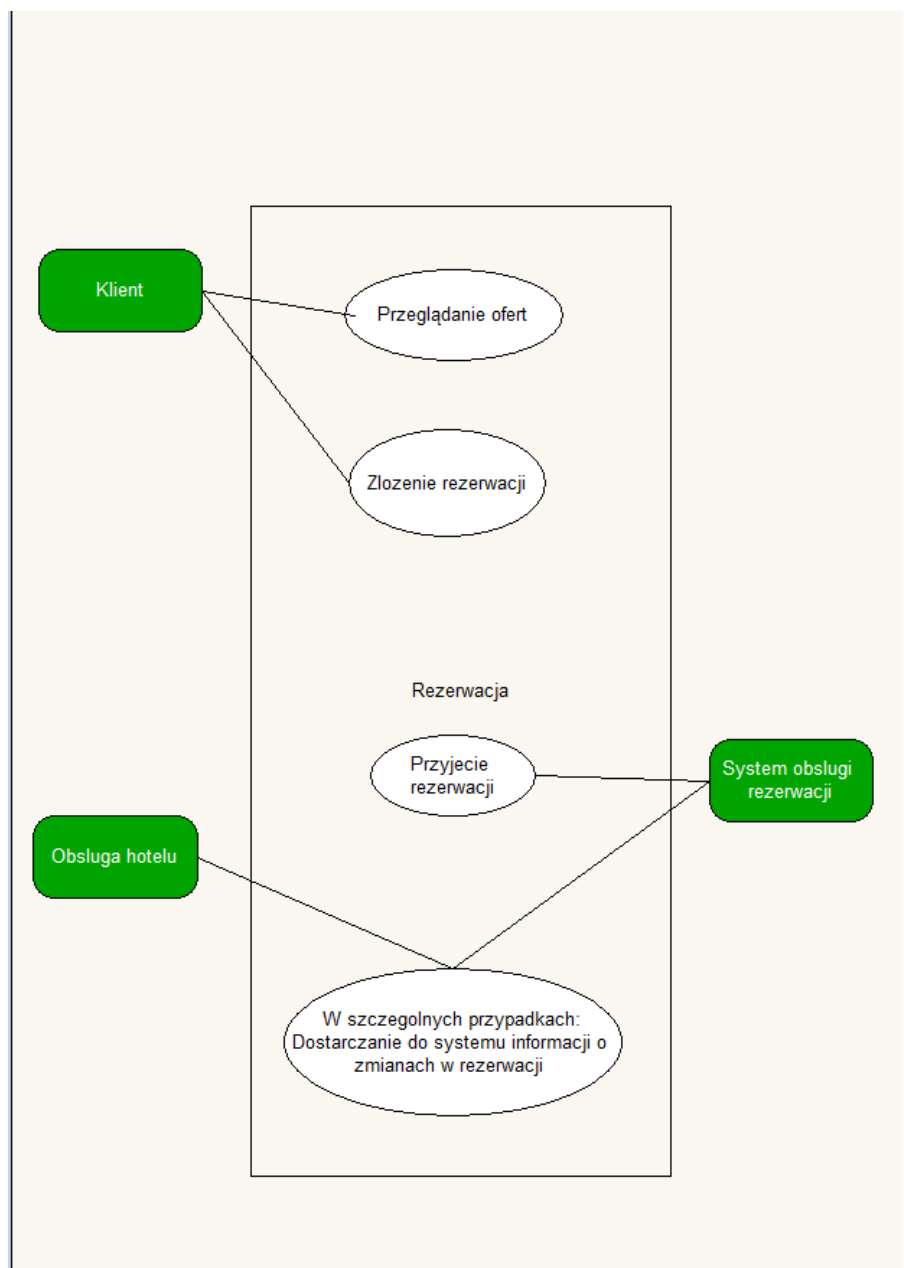 Klient
Przeglądanie ofert
Zlozenie rezerwacji
Rezerwacja
Przyjecie
rezerwacji
System obslugi
rezerwacji
Obsluga hotelu
W szczegolnych przypadkach:
Dostarczanie do systemu informacji o
zmianach w rezerwacji